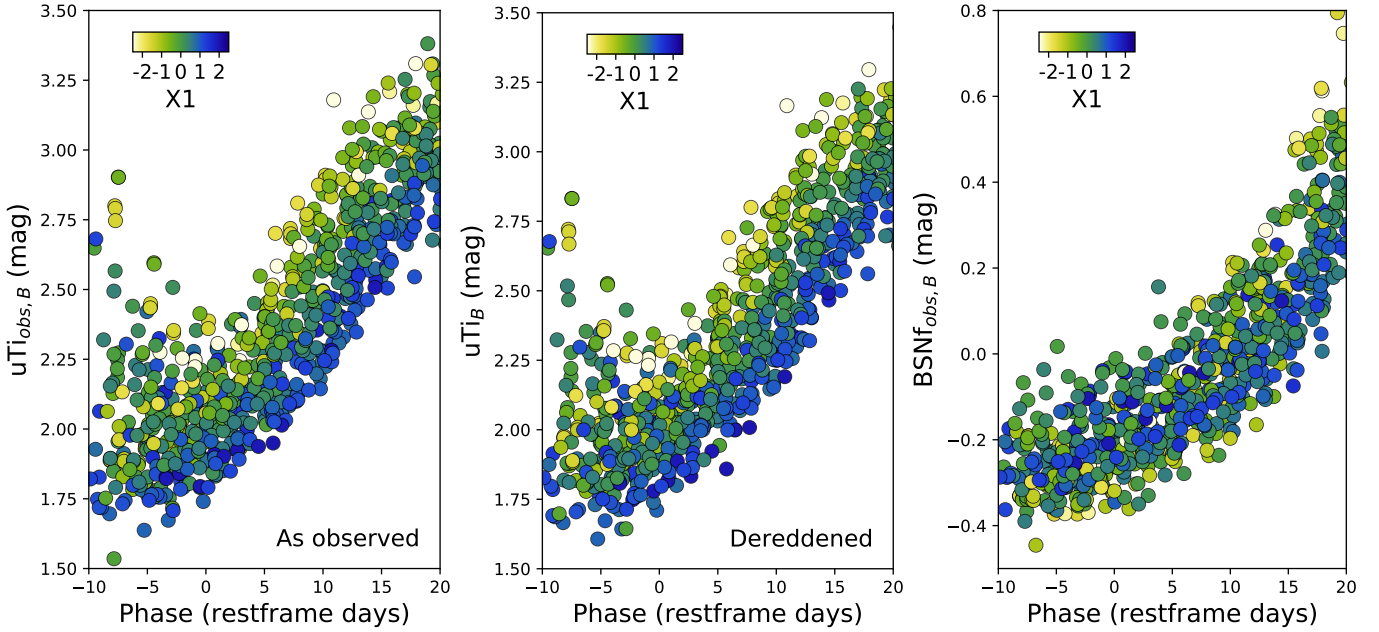 3.50
3.25
3.00
2.75
2.50
2.25
2.00
1.75
1.50
uTi_{obs, B} (mag)
-2 -1 0 1 2
X1
As observed
−10 −5 0 5 10 15 20
Phase (restframe days)
3.50
3.25
3.00
2.75
2.50
2.25
2.00
1.75
1.50
uTi_B (mag)
-2 -1 0 1 2
X1
Dereddened
−10 −5 0 5 10 15 20
Phase (restframe days)
0.8
0.6
0.4
0.2
0.0
−0.2
−0.4
BSNf_{obs, B} (mag)
-2 -1 0 1 2
X1
−10 −5 0 5 10 15 20
Phase (restframe days)